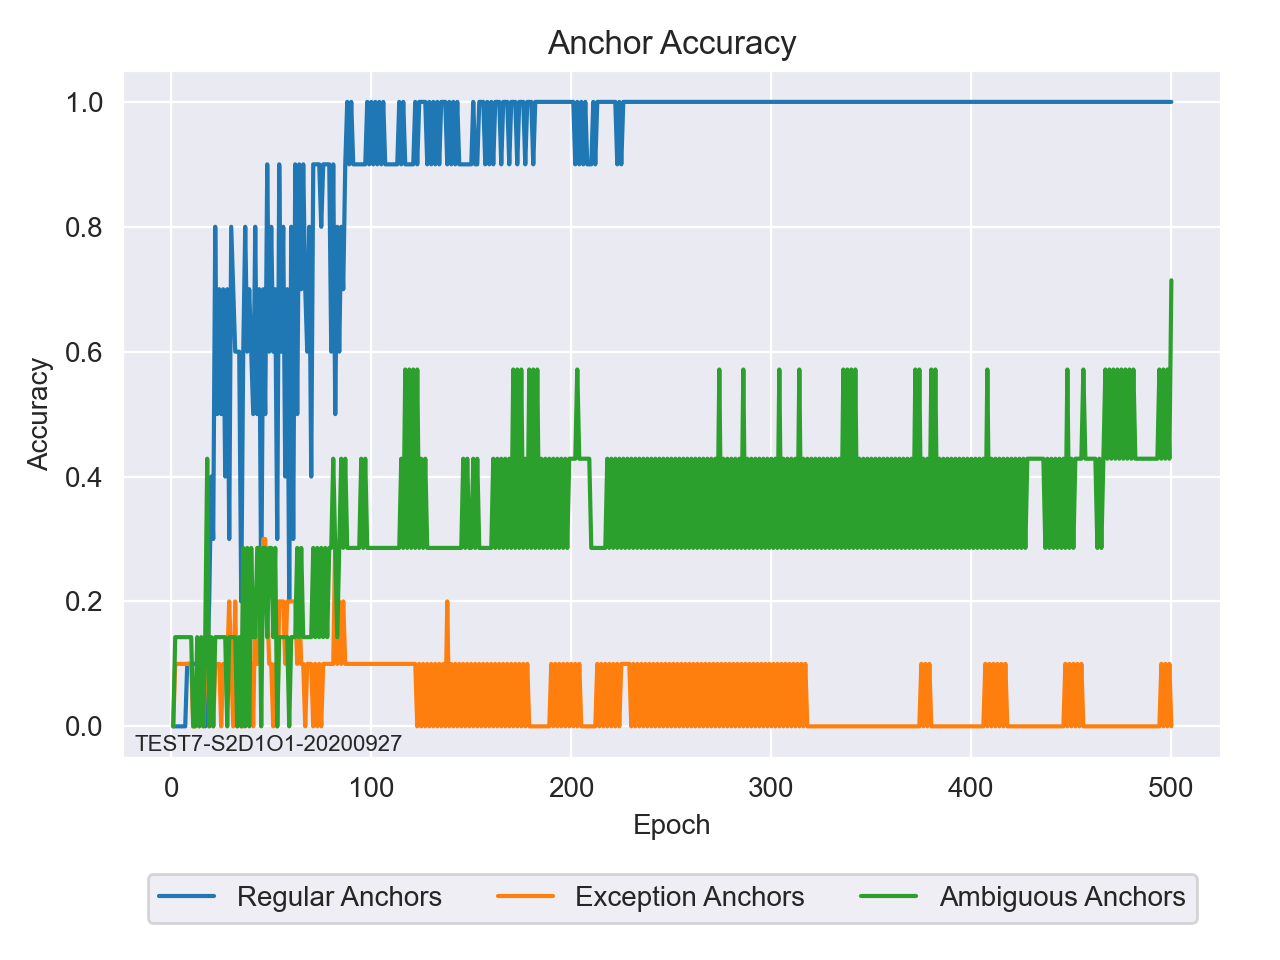 Anchor Accuracy
1.0
0.8
0.6
0.4
0.2
0.0
Accuracy
TEST7-S2D1O1-20200927
0 100 200 300 400 500
Epoch
Regular Anchors Exception Anchors Ambiguous Anchors